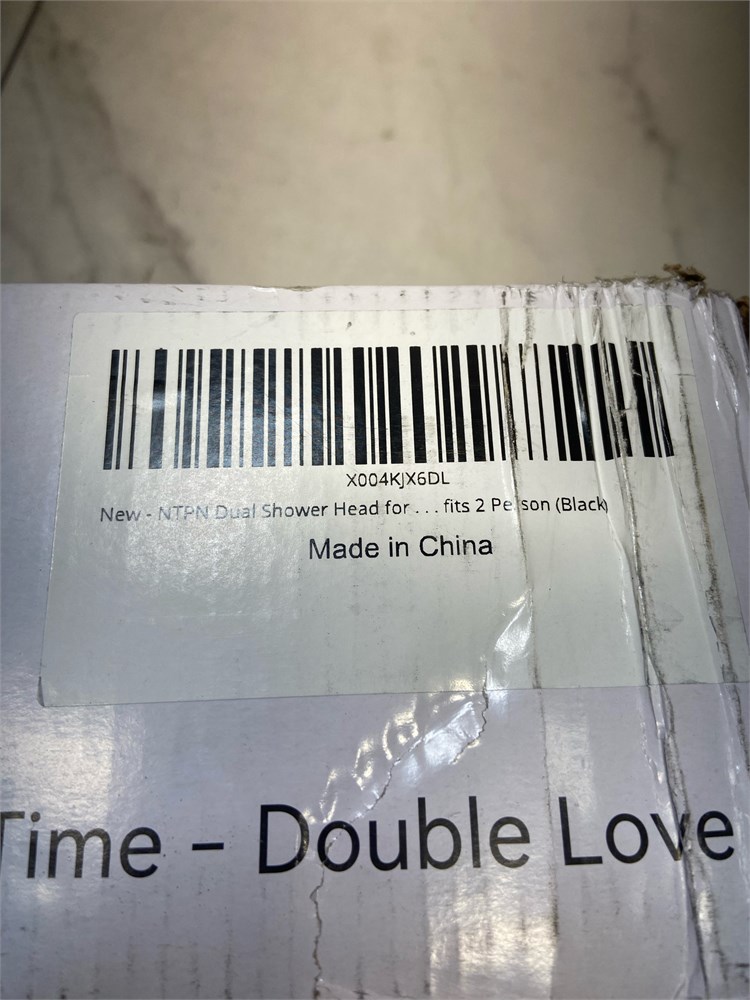 X004KJX6DL
New - NTPN Dual Shower Head for . . . fits 2 Person (Black)
Made in China
Time – Double Love